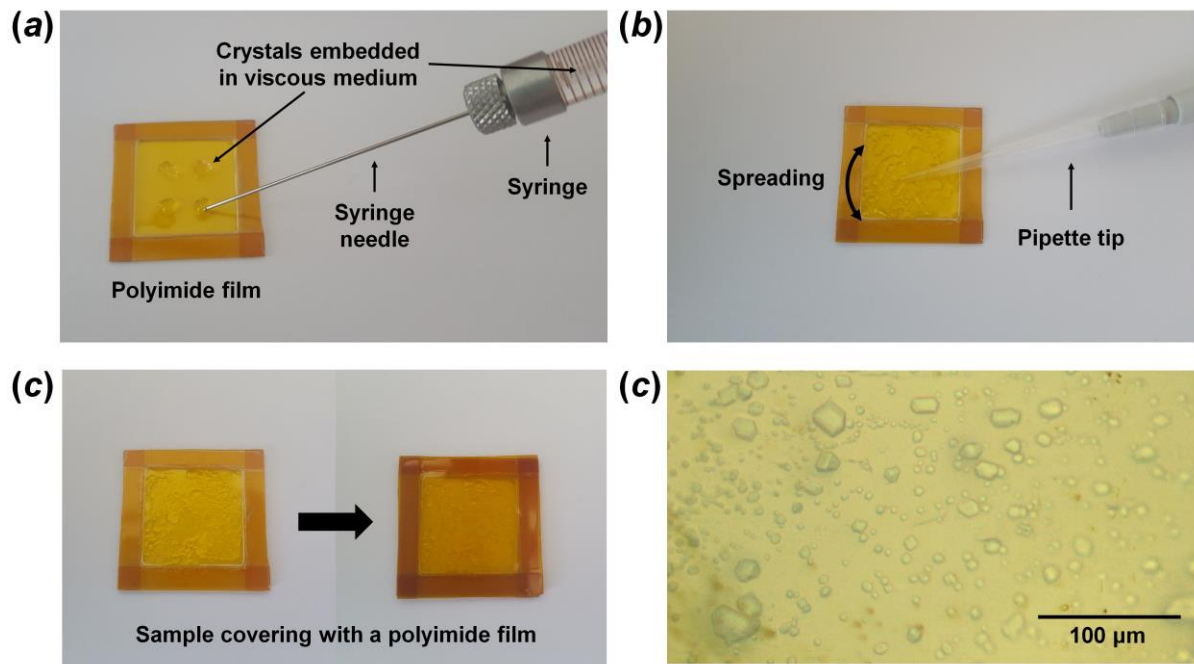 (a)
Crystals embedded
in viscous medium
Syringe
needle
Syringe
Polyimide film
(b)
Spreading
Pipette tip
(c)
Sample covering with a polyimide film
(c)
100 µm